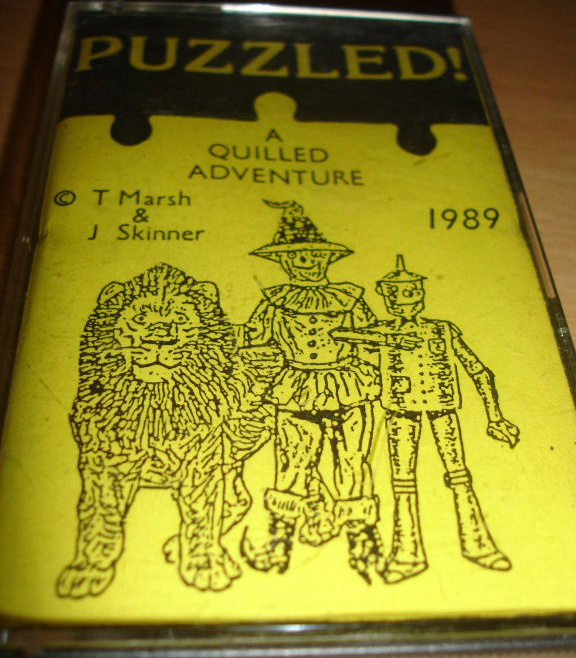 PUZZLED!
A
QUILLED
ADVENTURE
© T Marsh
&
J Skinner
1989